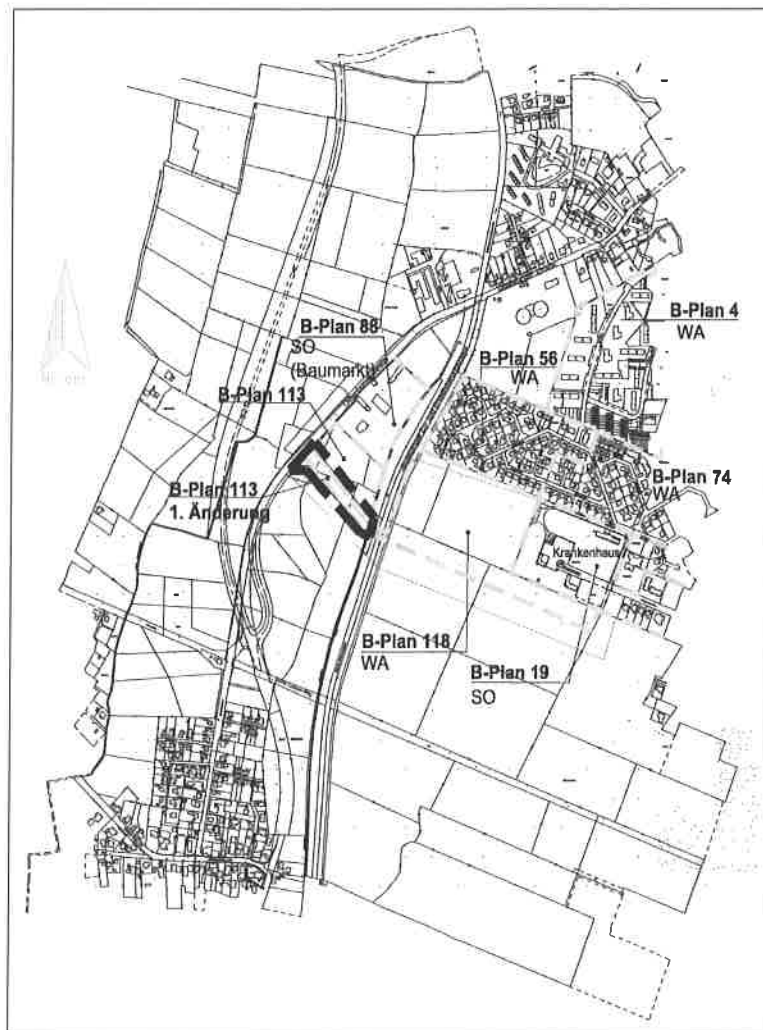 B-Plan 4
WA
B-Plan 88
SO
(Baumarkt)
B-Plan 56
WA
B-Plan 113
B-Plan 74
WA
B-Plan 113
1. Änderung
Krankenhaus
B-Plan 118
WA
B-Plan 19
SO